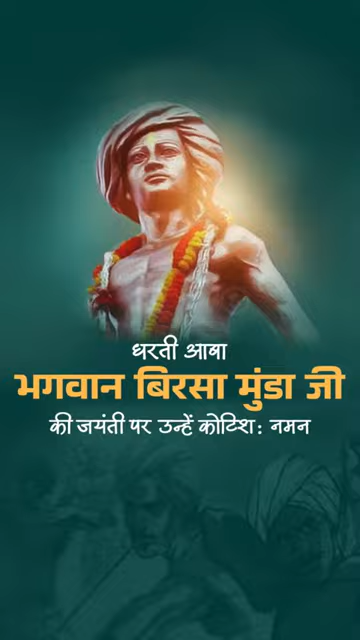 धरती आबा
भगवान बिरसा मुंडा जी
की जयंती पर उन्हें कोटिश: नमन